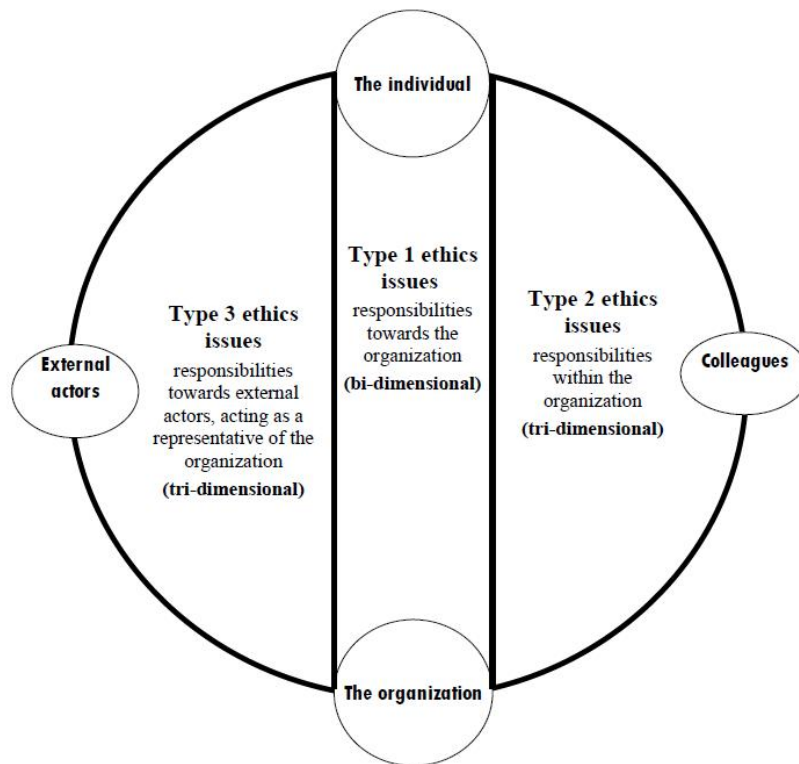 The individual
Type 1 ethics
issues
responsibilities
towards the
organization
(bi-dimensional)
Type 3 ethics
issues
responsibilities
towards external
actors, acting as a
representative of the
organization
(tri-dimensional)
Type 2 ethics
issues
responsibilities
within the
organization
(tri-dimensional)
External
actors
Colleagues
The organization